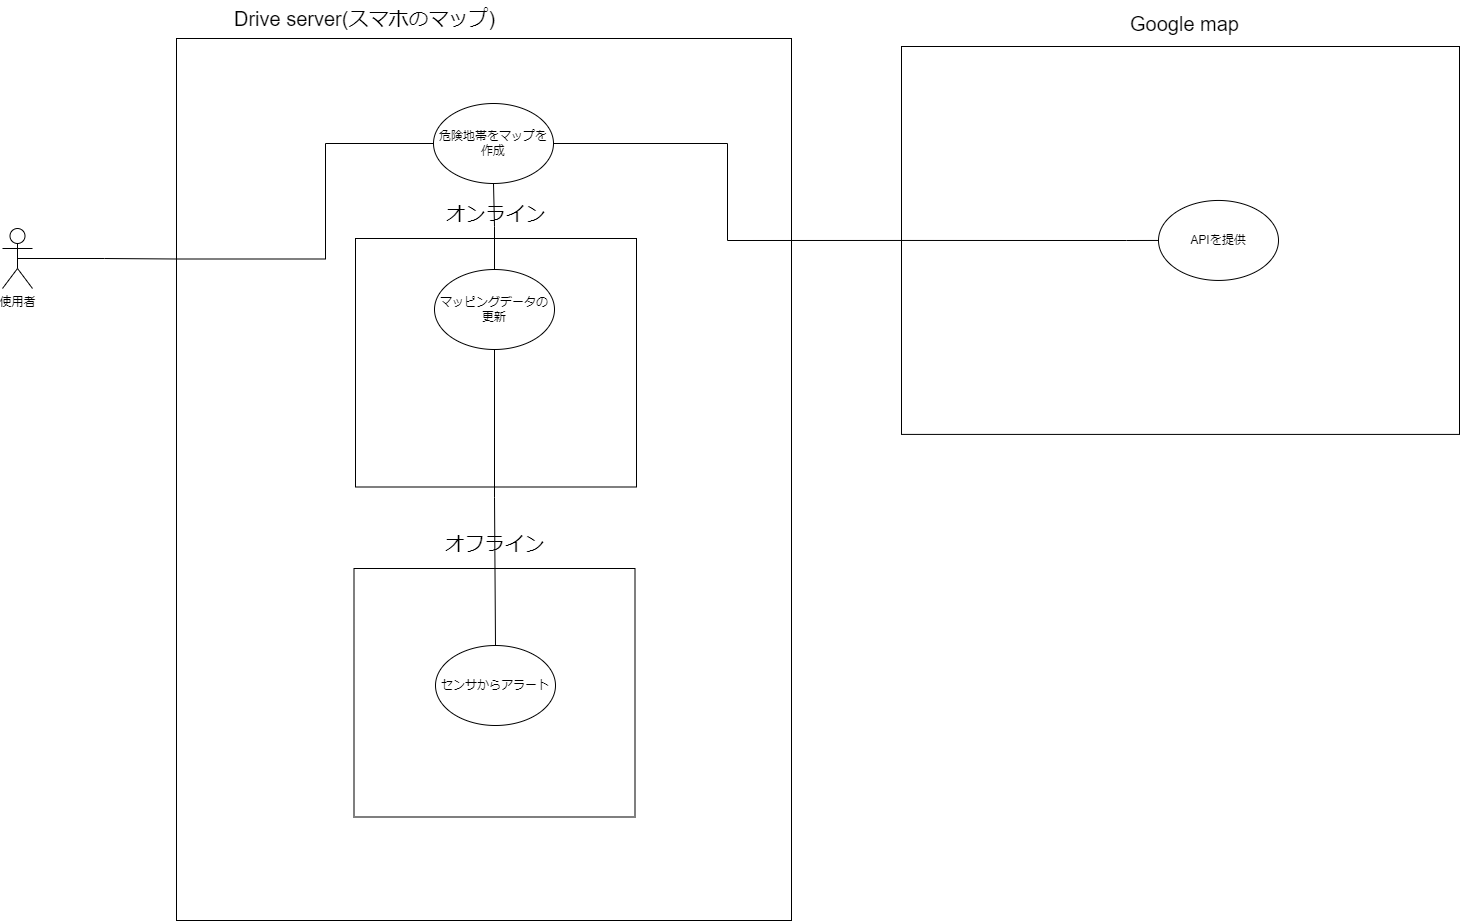 Drive server(スマホのマップ)
Google map
危険地帯をマップを
作成
オンライン
使用者
APIを提供
マッピングデータの
更新
オフライン
センサからアラート